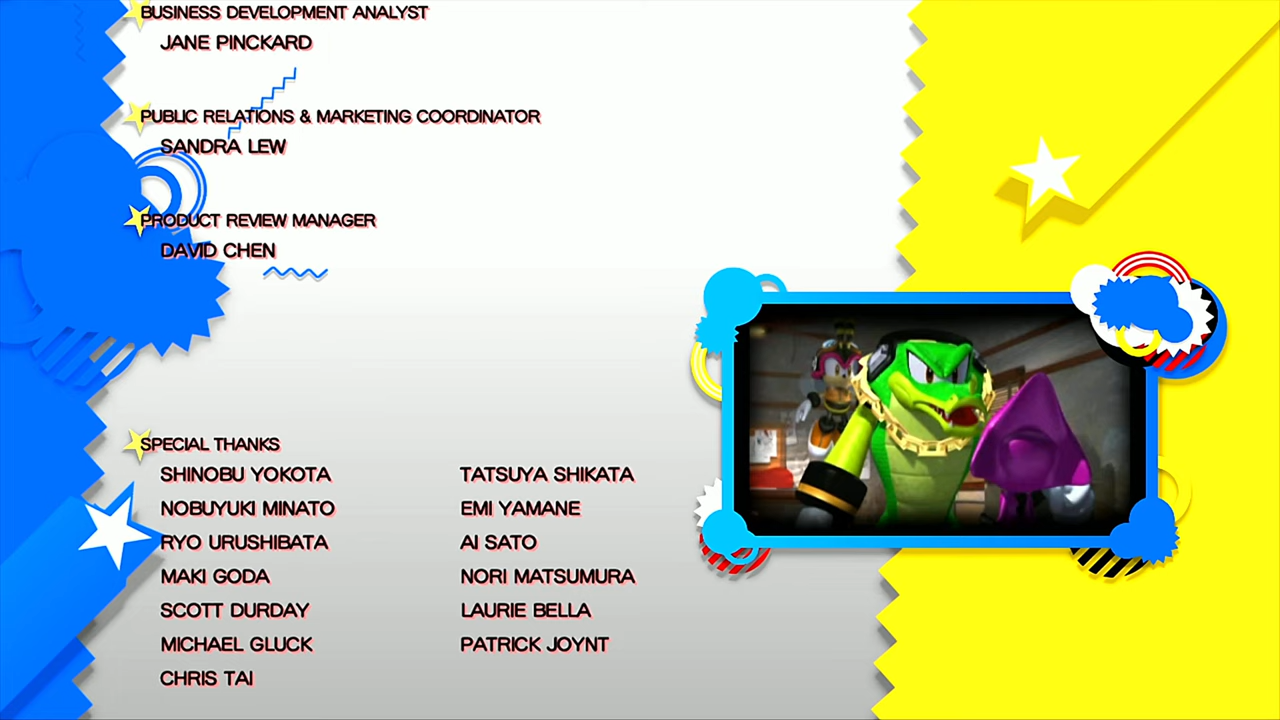 BUSINESS DEVELOPMENT ANALYST
JANE PINCKARD
PUBLIC RELATIONS & MARKETING COORDINATOR
SANDRA LEW
PRODUCT REVIEW MANAGER
DAVID CHEN
SPECIAL THANKS
SHINOBU YOKOTA TATSUYA SHIKATA
NOBUYUKI MINATO EMI YAMANE
RYO URUSHIBATA AI SATO
MAKI GODA NORI MATSUMURA
SCOTT DURDAY LAURIE BELLA
MICHAEL GLUCK PATRICK JOYNT
CHRIS TAI